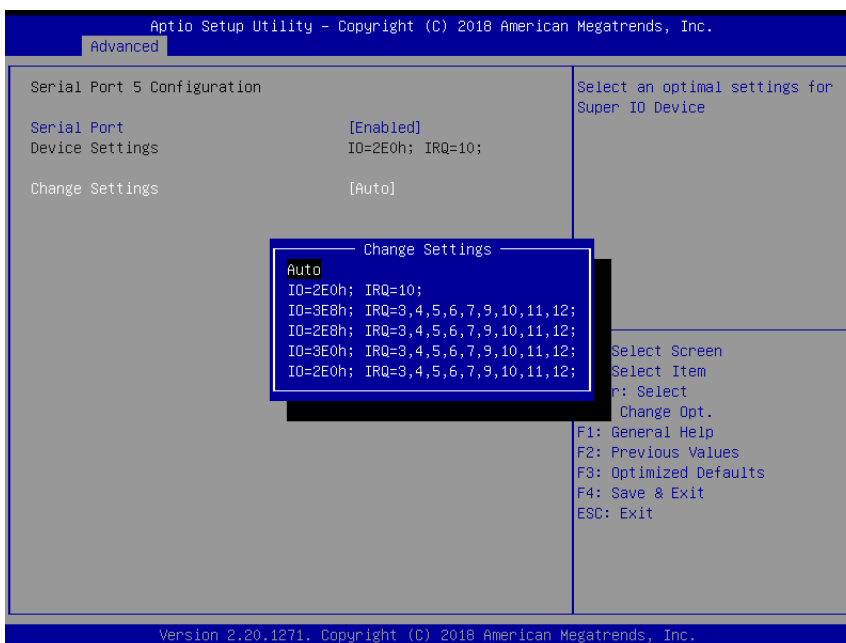 Aptio Setup Utility – Copyright (C) 2018 American Megatrends, Inc.
Advanced
Serial Port 5 Configuration
Serial Port [Enabled]
Device Settings IO=2E0h; IRQ=10;
Change Settings [Auto]
Select an optimal settings for
Super IO Device
Change Settings
Auto
IO=2E0h; IRQ=10;
IO=3E8h; IRQ=3,4,5,6,7,9,10,11,12;
IO=2E8h; IRQ=3,4,5,6,7,9,10,11,12;
IO=3E0h; IRQ=3,4,5,6,7,9,10,11,12;
IO=2E0h; IRQ=3,4,5,6,7,9,10,11,12;
Select Screen
Select Item
r: Select
Change Opt.
F1: General Help
F2: Previous Values
F3: Optimized Defaults
F4: Save & Exit
ESC: Exit
Version 2.20.1271. Copyright (C) 2018 American Megatrends, Inc.